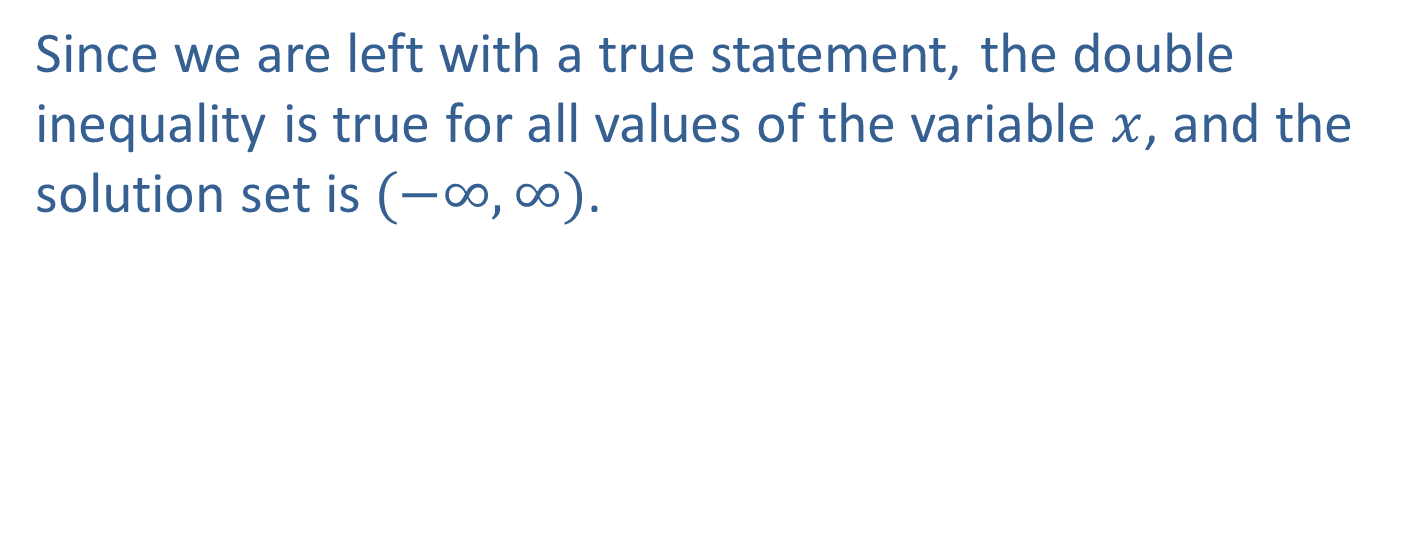 Since we are left with a true statement, the double
inequality is true for all values of the variable 𝑥, and the
solution set is (−∞, ∞).